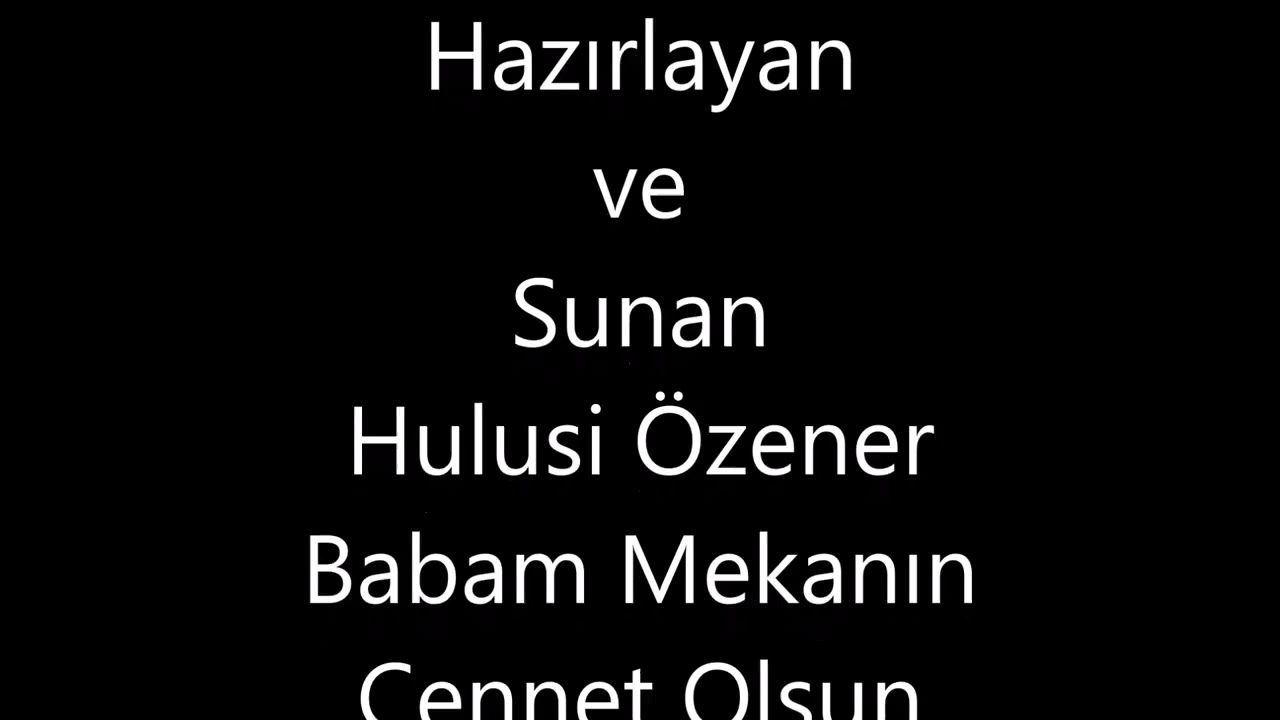 Hazırlayan
ve
Sunan
Hulusi Özener
Babam Mekanın
Cennet Olsun